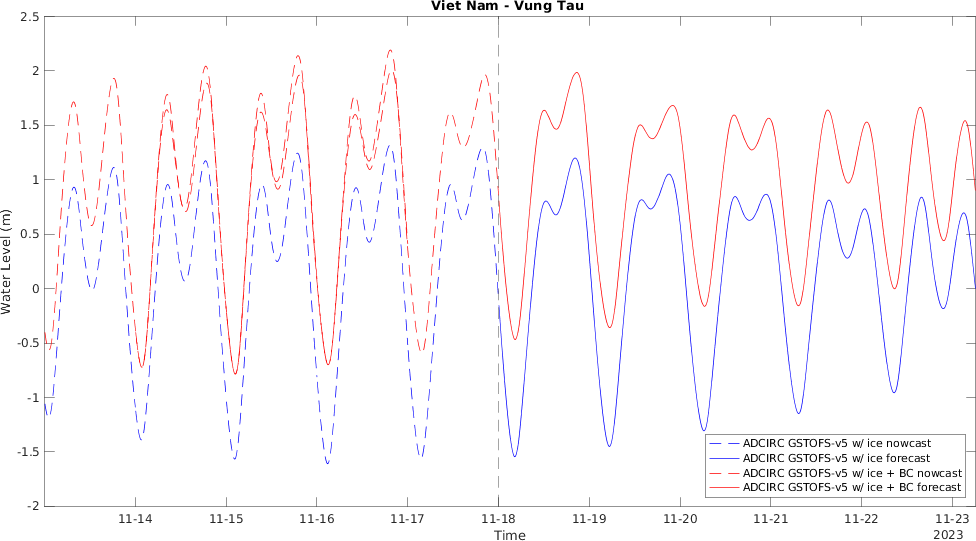 Viet Nam - Vung Tau
2.5
2
1.5
1
0.5
0
-0.5
-1
-1.5
-2
Water Level (m)
11-14 11-15 11-16 11-17 11-18 11-19 11-20 11-21 11-22 11-23
2023
Time
ADCIRC GSTOFS-v5 w/ ice nowcast
ADCIRC GSTOFS-v5 w/ ice forecast
ADCIRC GSTOFS-v5 w/ ice + BC nowcast
ADCIRC GSTOFS-v5 w/ ice + BC forecast